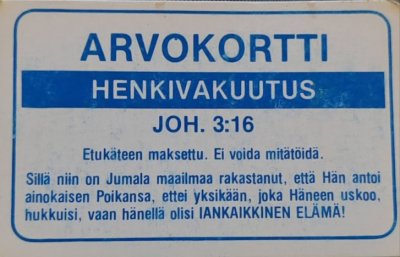 ARVOKORTTI
HENKIVAKUUTUS
JOH. 3:16
Etukäteen maksettu. Ei voida mitätöidä.
Sillä niin on Jumala maailmaa rakastanut, että Hän antoi
ainokaisen Poikansa, ettei yksikään, joka Häneen uskoo,
hukkuisi, vaan hänellä olisi IANKAIKKINEN ELÄMÄ!